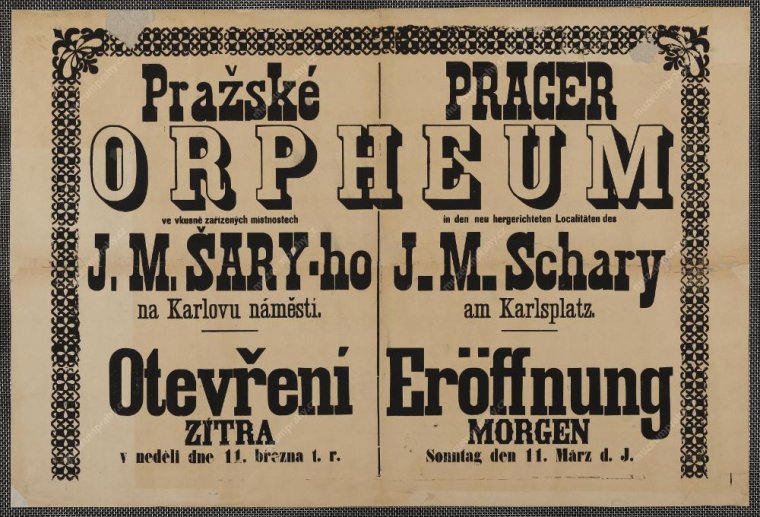 Pražské
ORPHEUM
ve vkusně zařízených místnostech
J. M. ŠARY-ho
na Karlovu náměsti.
Otevření
ZÍTRA
v neděli dne 11. března t. r.
PRAGER
in den neu hergerichteten Localitäten des
J. M. Schary
am Karlsplatz.
Eröffnung
MORGEN
Sonntag den 11. März d. J.